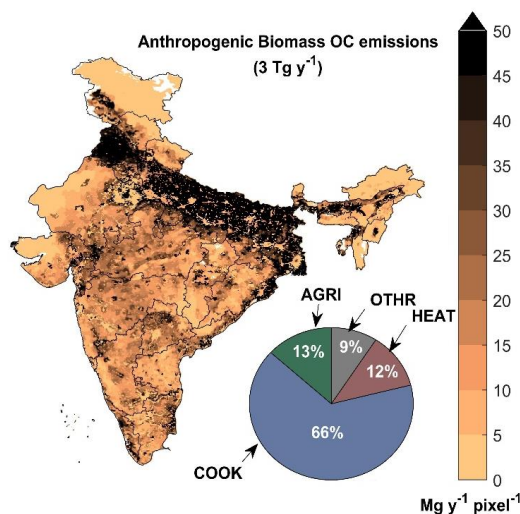 Anthropogenic Biomass OC emissions
(3 Tg y⁻¹)
50
45
40
35
30
25
20
15
10
5
0
Mg y⁻¹ pixel⁻¹
AGRI
OTHR
HEAT
13%
9%
12%
66%
COOK